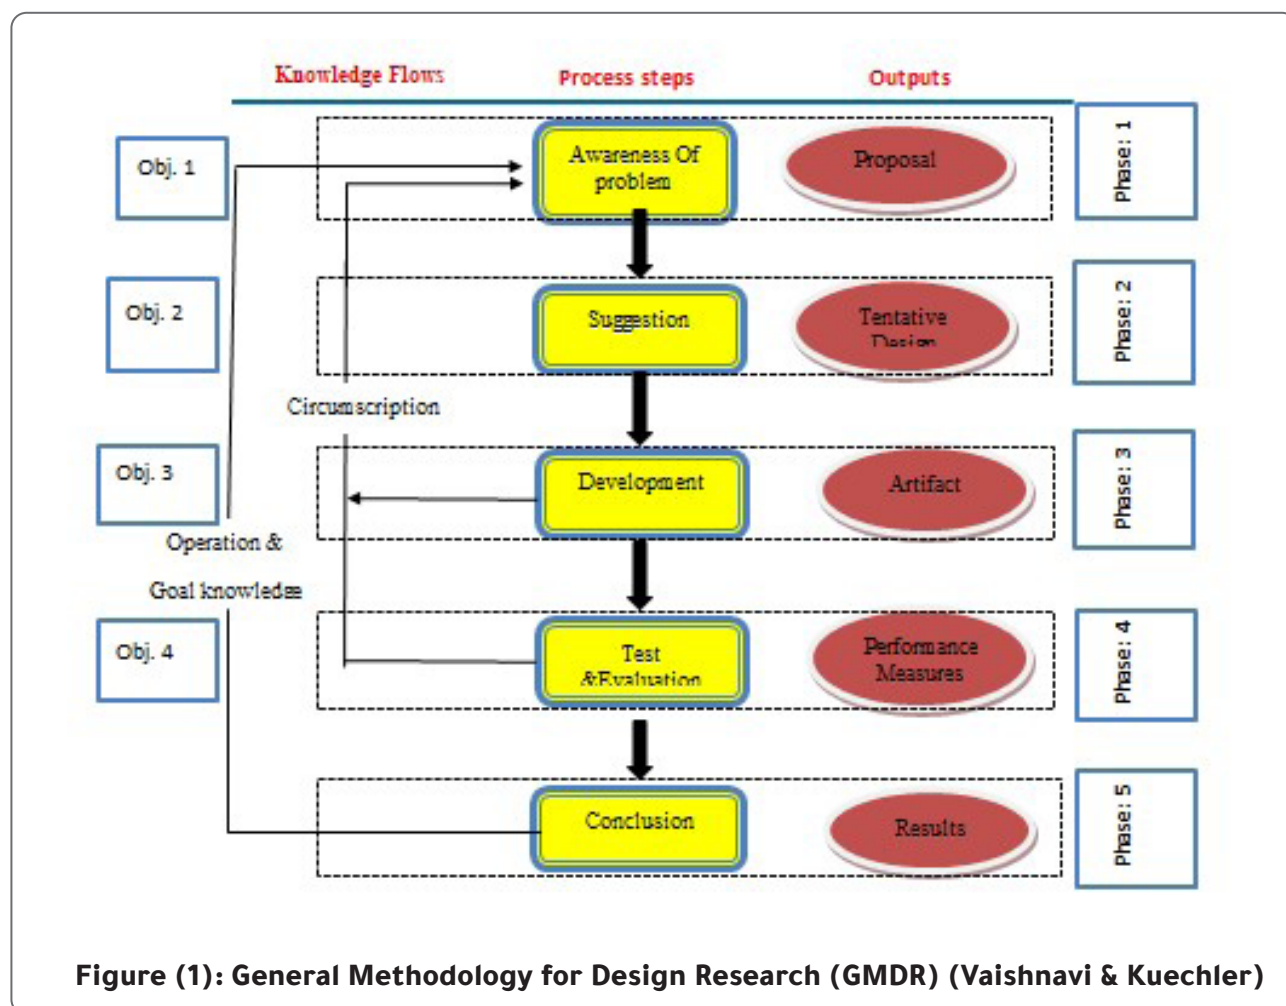 Knowledge Flows
Process steps
Outputs
Obj. 1
Awareness Of
problem
Proposal
Phase: 1
Obj. 2
Suggestion
Tentative
Design
Phase: 2
Circumscription
Obj. 3
Development
Artifact
Phase: 3
Operation &
Goal knowledge
Obj. 4
Test
&Evaluation
Performance
Measures
Phase: 4
Conclusion
Results
Phase: 5
Figure (1): General Methodology for Design Research (GMDR) (Vaishnavi & Kuechler)